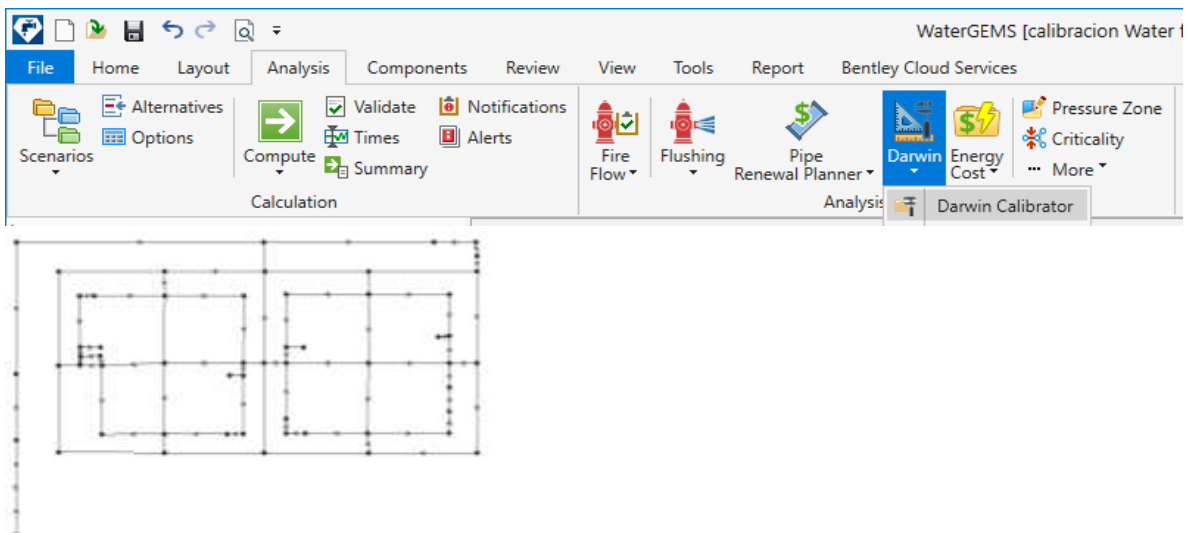 WaterGEMS [calibracion Water f
File Home Layout Analysis Components Review View Tools Report Bentley Cloud Services
Scenarios
Alternatives
Options
Compute
Validate
Times
Summary
Notifications
Alerts
Calculation
Fire
Flow
Flushing
Pipe
Renewal Planner
Darwin
Energy
Cost
Pressure Zone
Criticality
More
Analysis
Darwin Calibrator